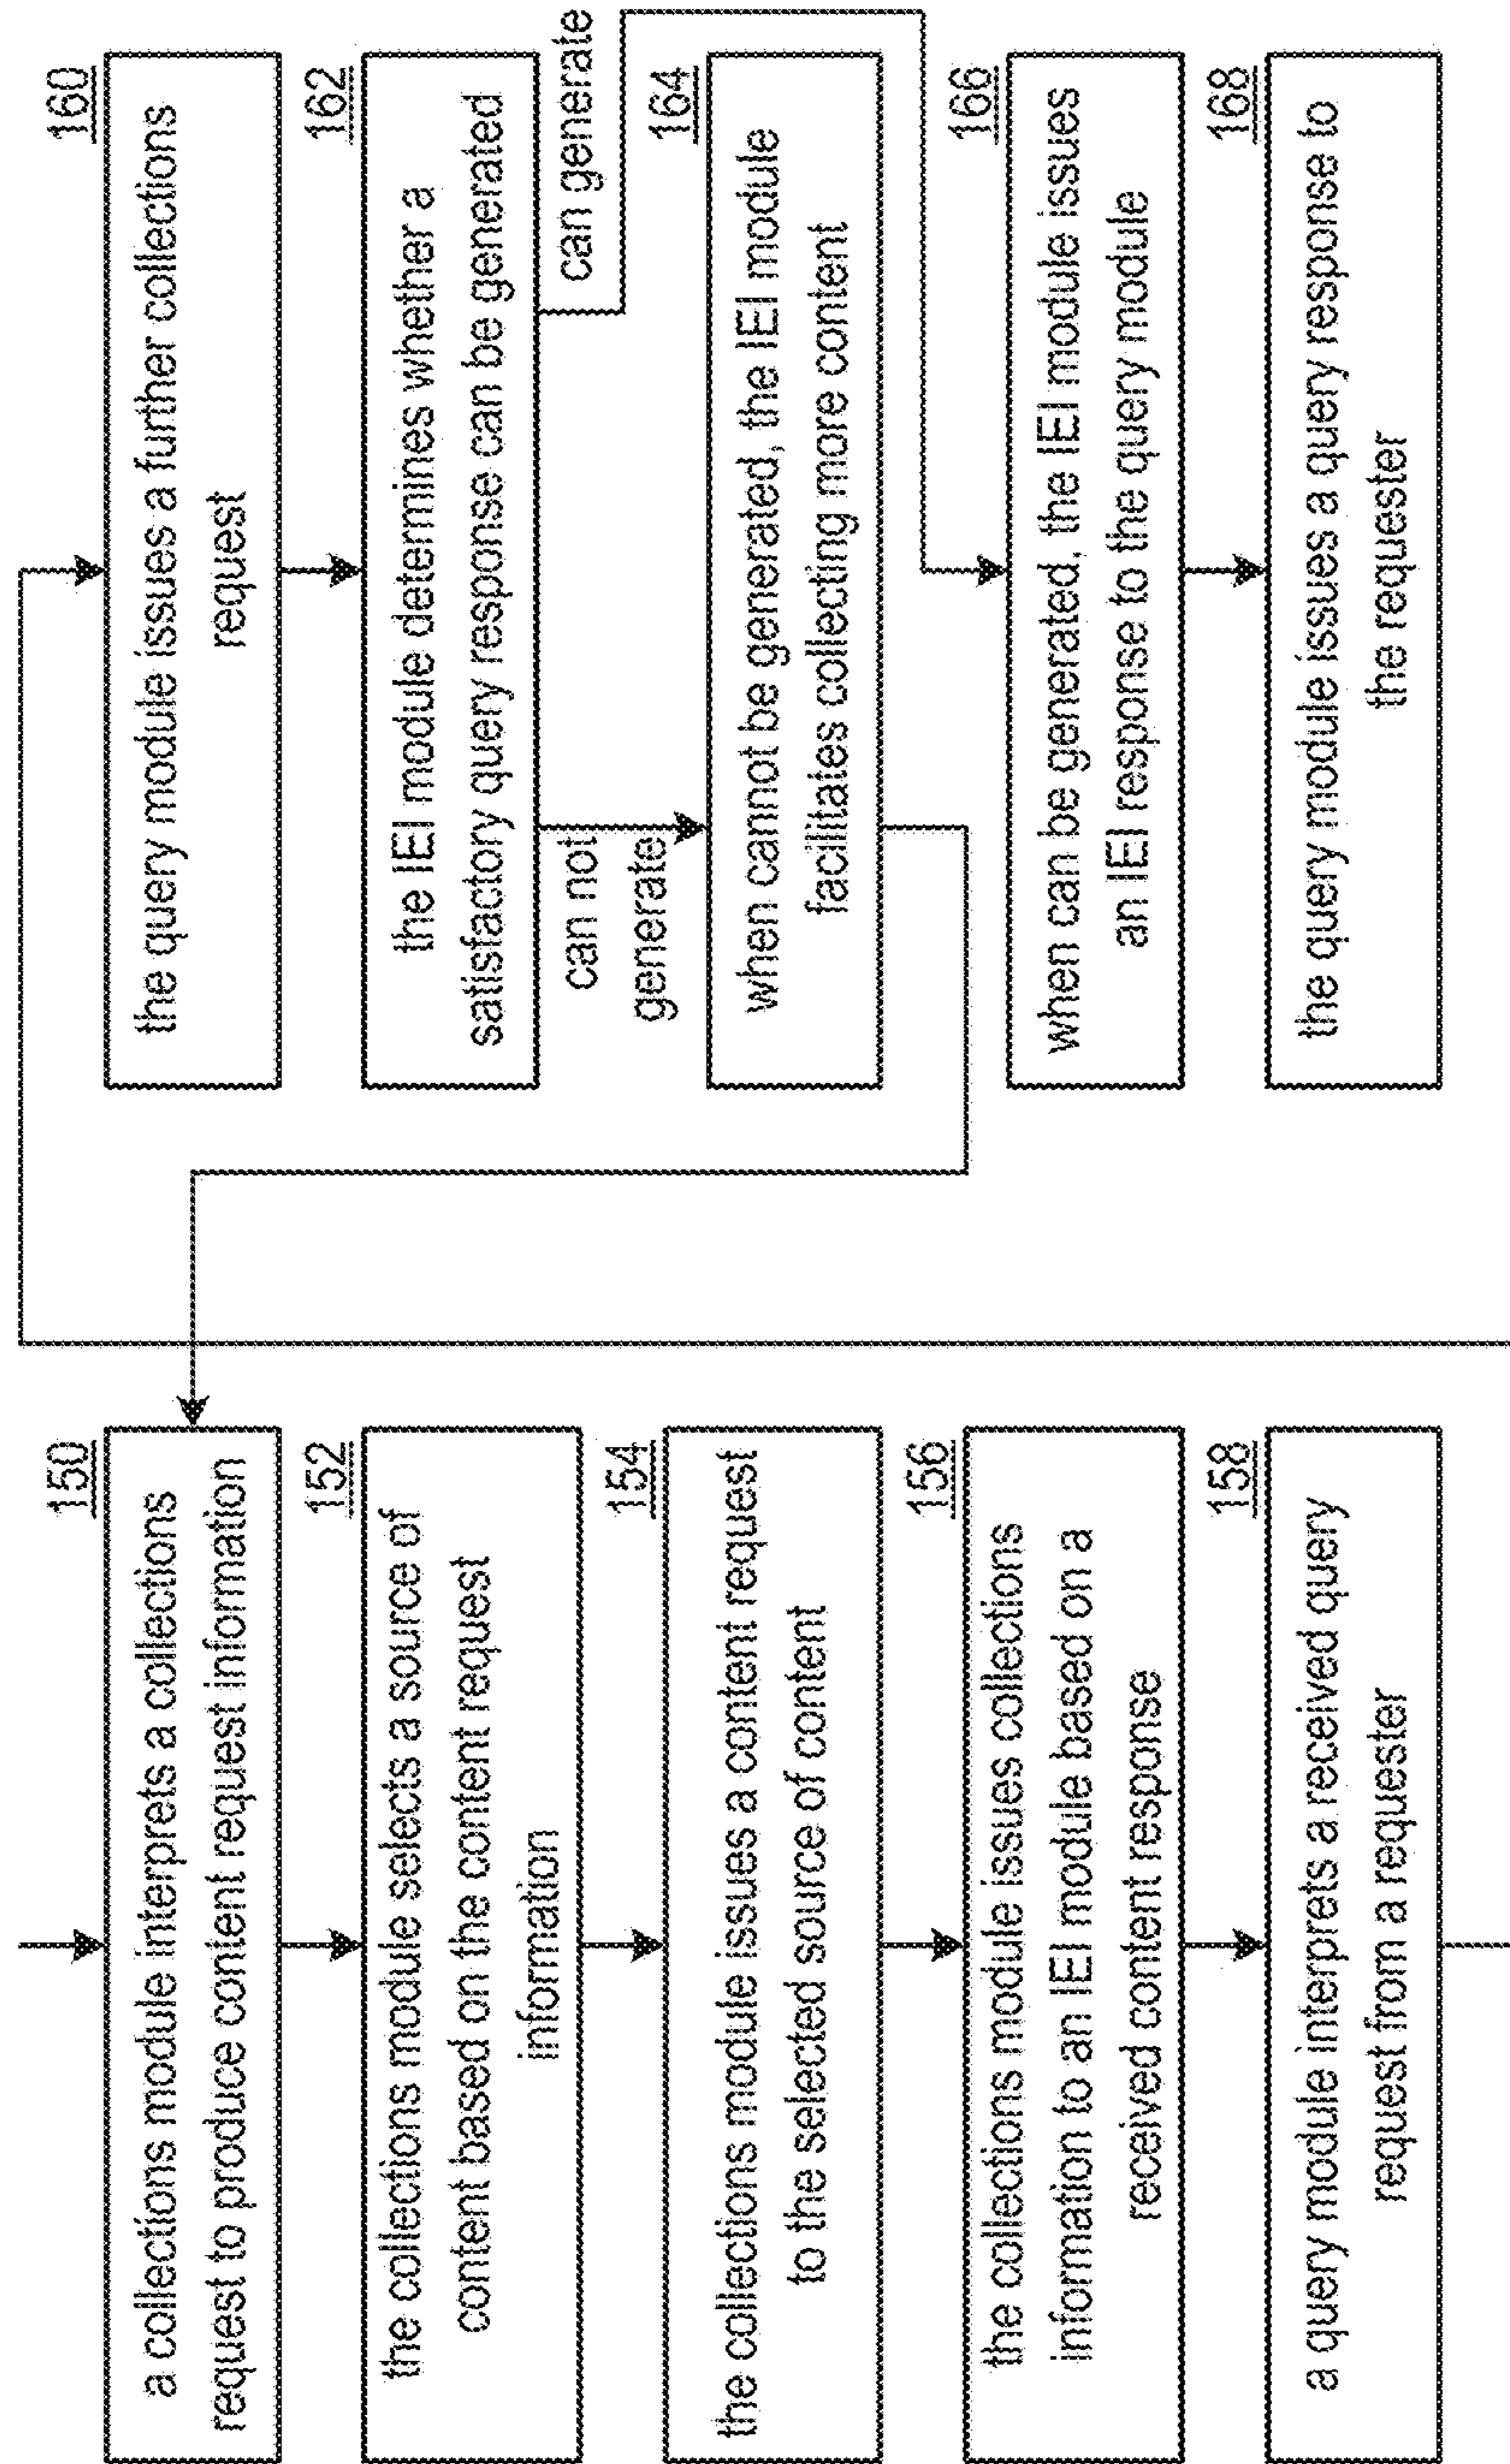 150
a collections module interprets a collections
request to produce content request information
152
the collections module selects a source of
content based on the content request
information
154
the collections module issues a content request
to the selected source of content
156
the collections module issues collections
information to an IEI module based on a
received content response
158
a query module interprets a received query
request from a requester
160
the query module issues a further collections
request
162
the IEI module determines whether a
satisfactory query response can be generated
can not
generate
can generate
164
when cannot be generated, the IEI module
facilitates collecting more content
166
when can be generated, the IEI module issues
an IEI response to the query module
168
the query module issues a query response to
the requester